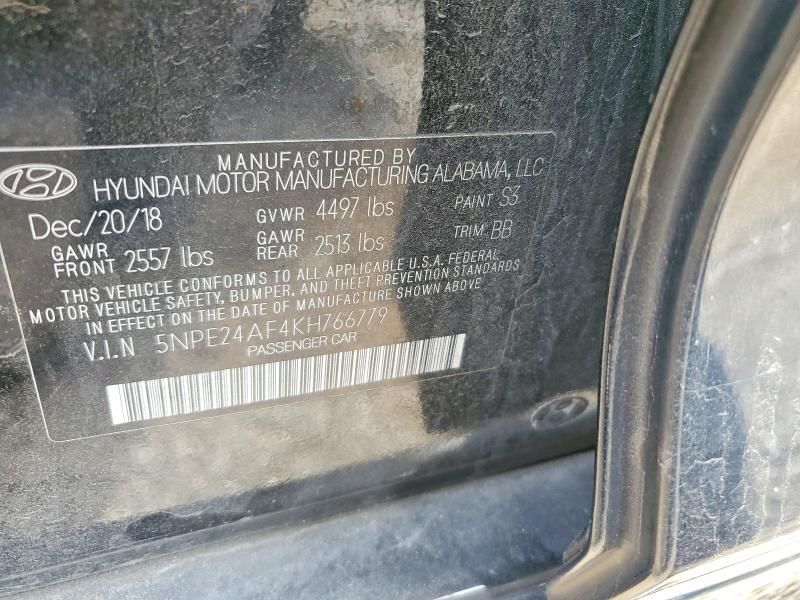 MANUFACTURED BY
HYUNDAI MOTOR MANUFACTURING ALABAMA, LLC
Dec/20/18 GVWR 4497 lbs PAINT S3
GAWR FRONT 2557 lbs GAWR REAR 2513 lbs TRIM BB
THIS VEHICLE CONFORMS TO ALL APPLICABLE U.S.A. FEDERAL
MOTOR VEHICLE SAFETY, BUMPER, AND THEFT PREVENTION STANDARDS
IN EFFECT ON THE DATE OF MANUFACTURE SHOWN ABOVE
V.I.N 5NPE24AF4KH766779
PASSENGER CAR